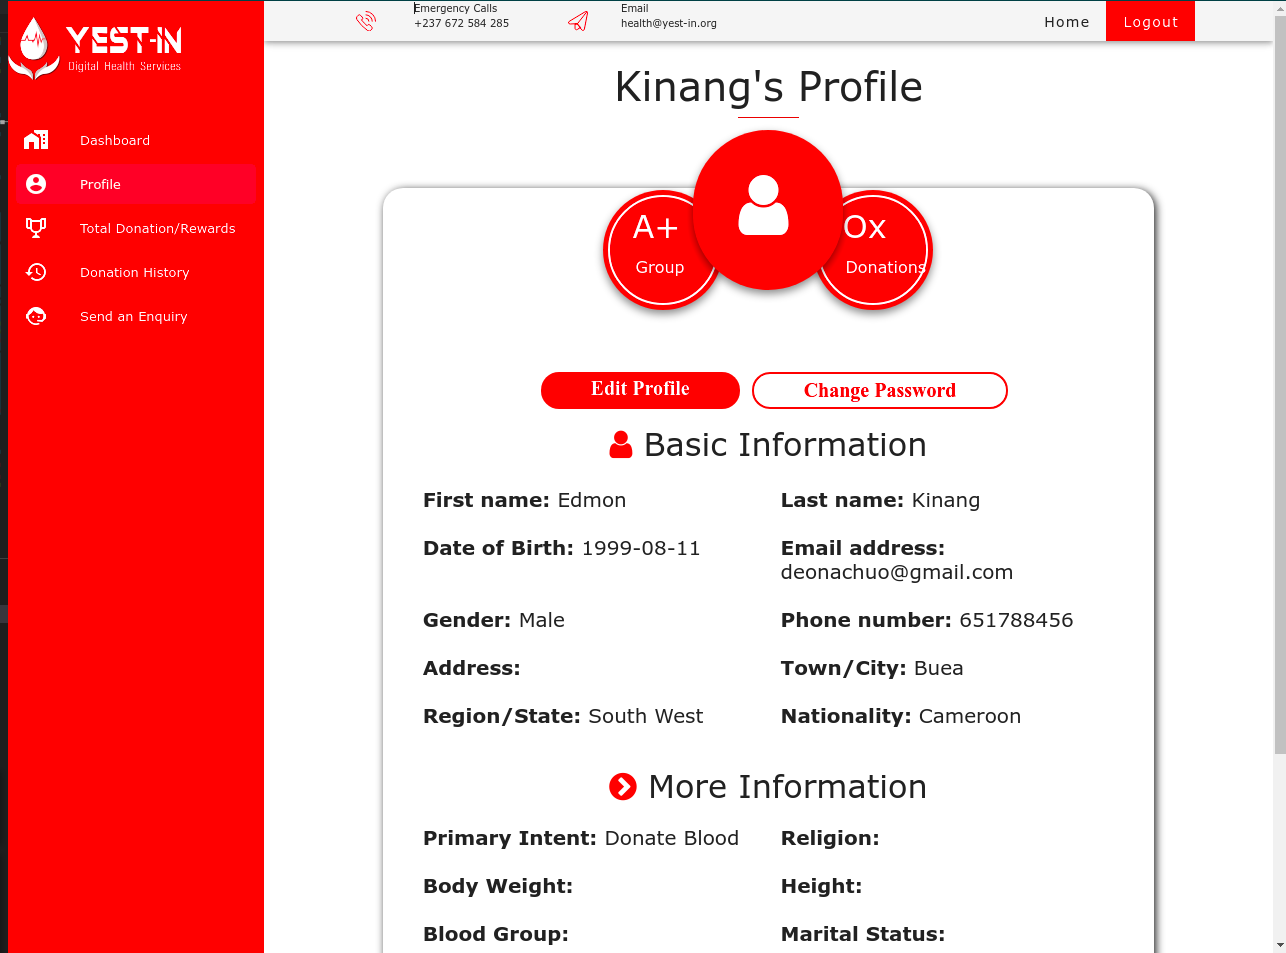 YEST-IN
Digital Health Services
Dashboard
Profile
Total Donation/Rewards
Donation History
Send an Enquiry
Emergency Calls
+237 672 584 285
Email
health@yest-in.org
Home
Logout
Kinang's Profile
A+
Group
Ox
Donations
Edit Profile
Change Password
Basic Information
First name: Edmon
Last name: Kinang
Date of Birth: 1999-08-11
Email address:
deonachuo@gmail.com
Gender: Male
Phone number: 651788456
Address:
Town/City: Buea
Region/State: South West
Nationality: Cameroon
More Information
Primary Intent: Donate Blood
Religion:
Body Weight:
Height:
Blood Group:
Marital Status: